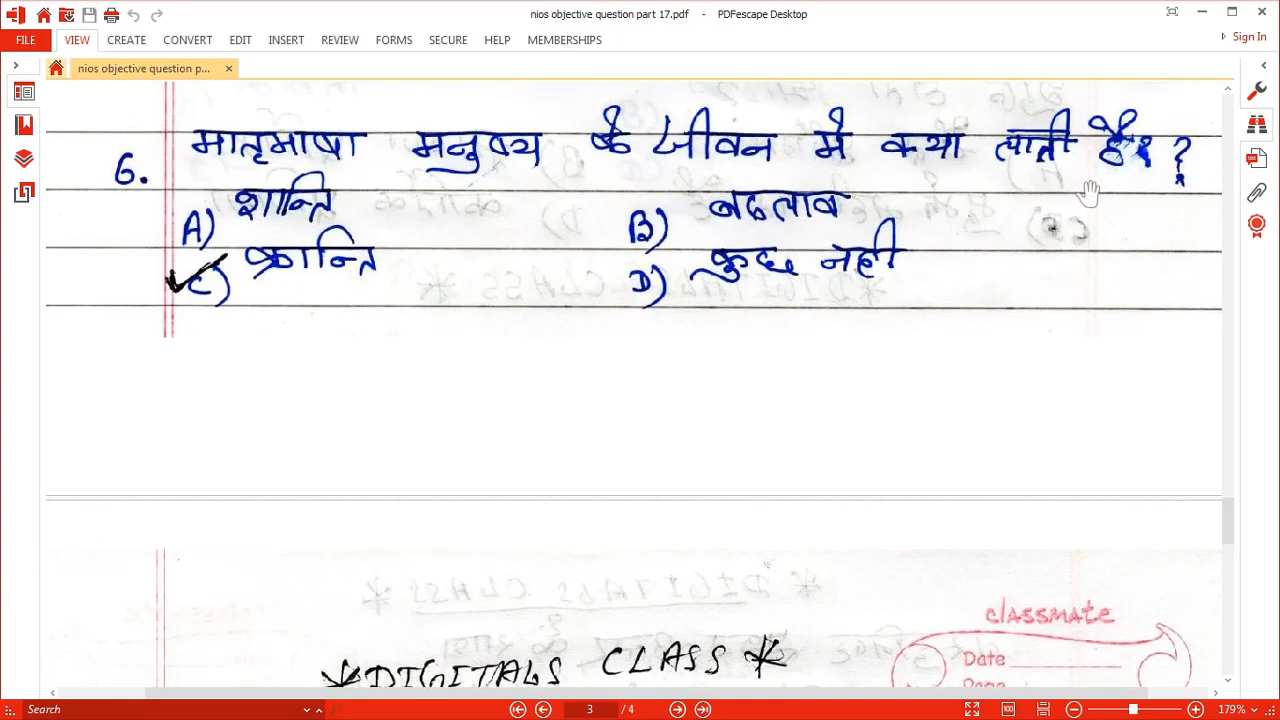 nios objective question part 17.pdf - PDFescape Desktop
FILE VIEW CREATE CONVERT EDIT INSERT REVIEW FORMS SECURE HELP MEMBERSHIPS Sign In
nios objective question p...
6. मातृभाषा मनुष्य के जीवन में क्या लाती है ?
A) शान्ति B) बदलाव
C) क्रान्ति D) कुछ नही
classmate
*DIGITALS CLASS *
Date
Search 3 / 4 179%